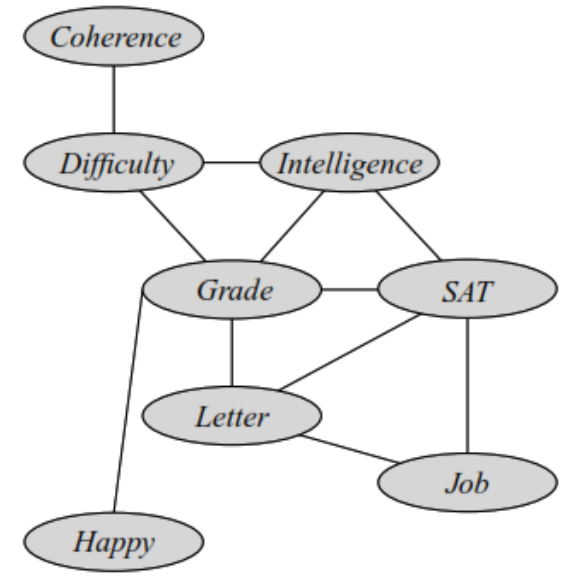 Coherence
Difficulty
Intelligence
Grade
SAT
Letter
Job
Happy